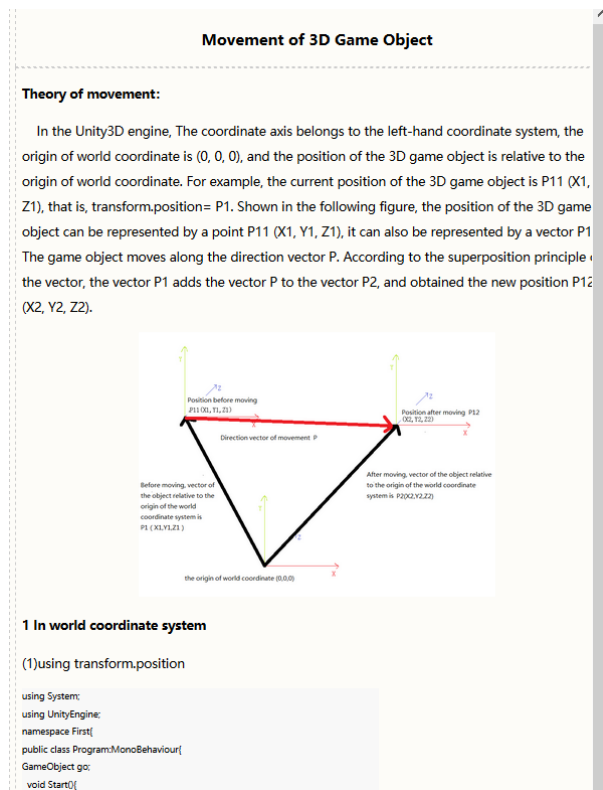 Movement of 3D Game Object
Theory of movement:
In the Unity3D engine, The coordinate axis belongs to the left-hand coordinate system, the
origin of world coordinate is (0, 0, 0), and the position of the 3D game object is relative to the
origin of world coordinate. For example, the current position of the 3D game object is P11 (X1,
Z1), that is, transform.position= P1. Shown in the following figure, the position of the 3D game
object can be represented by a point P11 (X1, Y1, Z1), it can also be represented by a vector P1
The game object moves along the direction vector P. According to the superposition principle
the vector, the vector P1 adds the vector P to the vector P2, and obtained the new position P12
(X2, Y2, Z2).
Y
Z
Position before moving
P11(X1, Y1, Z1)
X
Direction vector of movement P
Y
Z
Position after moving P12
(X2, Y2, Z2)
X
Before moving, vector of
the object relative to the
origin of the world
coordinate system is
P1 ( X1,Y1,Z1 )
After moving, vector of the object relative
to the origin of the world coordinate
system is P2(X2,Y2,Z2)
Y
Z
X
the origin of world coordinate (0,0,0)
1 In world coordinate system
(1)using transform.position
using System;
using UnityEngine;
namespace First{
public class Program:MonoBehaviour{
GameObject go;
void Start(){